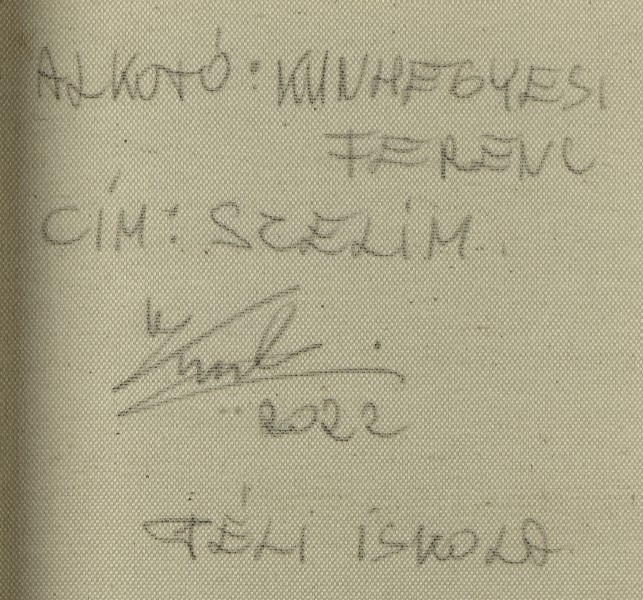 ALKOTÓ: KUNHEGYESI
FERENC
CÍM: SZELÍM
2022
TÉLI ISKOLA